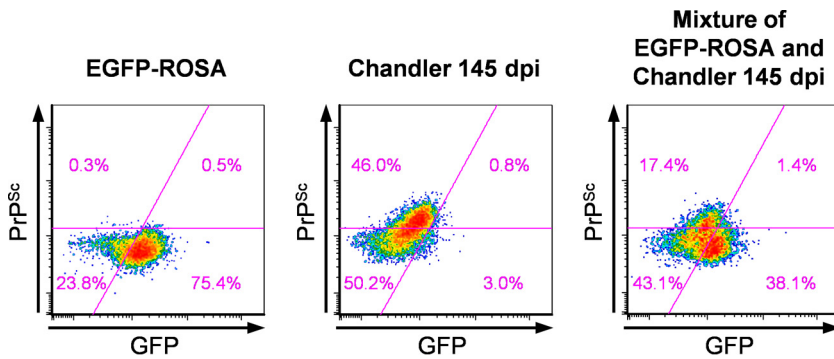 EGFP-ROSA
Chandler 145 dpi
Mixture of
EGFP-ROSA and
Chandler 145 dpi
PrPSc
0.3%
0.5%
23.8%
75.4%
GFP
PrPSc
46.0%
0.8%
50.2%
3.0%
GFP
PrPSc
17.4%
1.4%
43.1%
38.1%
GFP